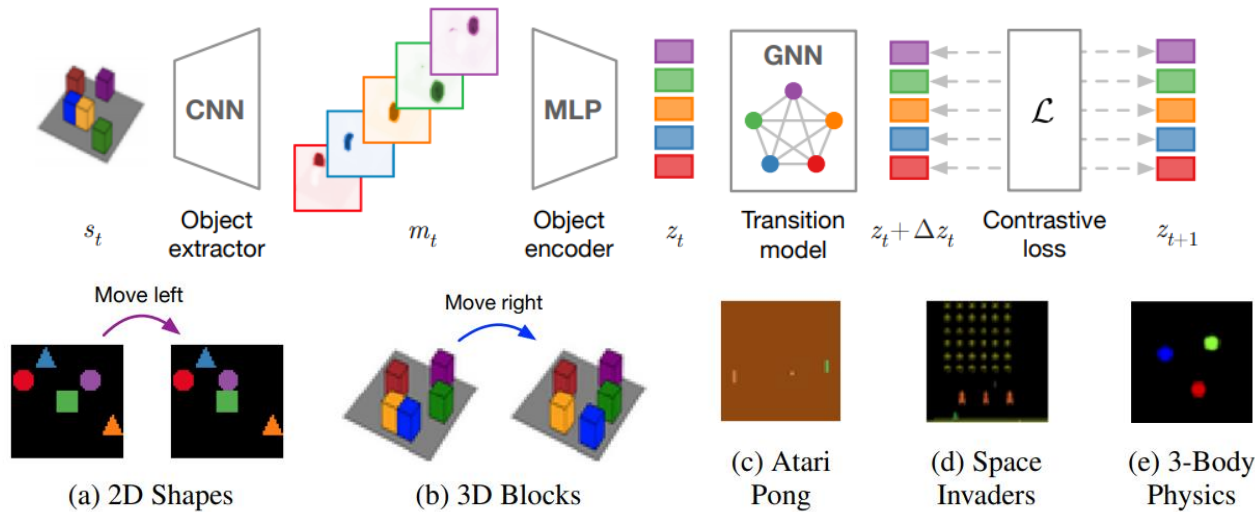 CNN
MLP
GNN
ℒ
Object
extractor
Object
encoder
Transition
model
Contrastive
loss
s_t
m_t
z_t
z_t + Δz_t
z_{t+1}
Move left
Move right
(a) 2D Shapes
(b) 3D Blocks
(c) Atari
Pong
(d) Space
Invaders
(e) 3-Body
Physics